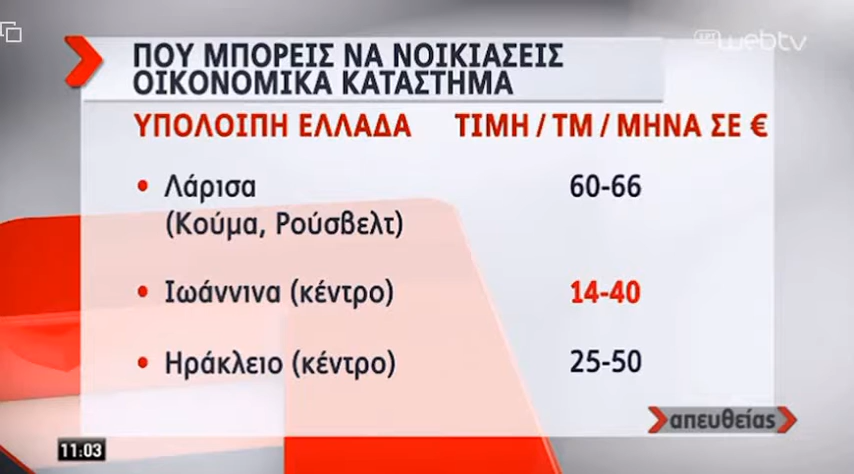 ΕΡΤ webtv
ΠΟΥ ΜΠΟΡΕΙΣ ΝΑ ΝΟΙΚΙΑΣΕΙΣ
ΟΙΚΟΝΟΜΙΚΑ ΚΑΤΑΣΤΗΜΑ
ΥΠΟΛΟΙΠΗ ΕΛΛΑΔΑ ΤΙΜΗ / ΤΜ / ΜΗΝΑ ΣΕ €
• Λάρισα 60-66
(Κούμα, Ρούσβελτ)
• Ιωάννινα (κέντρο) 14-40
• Ηράκλειο (κέντρο) 25-50
απευθείας
11.03